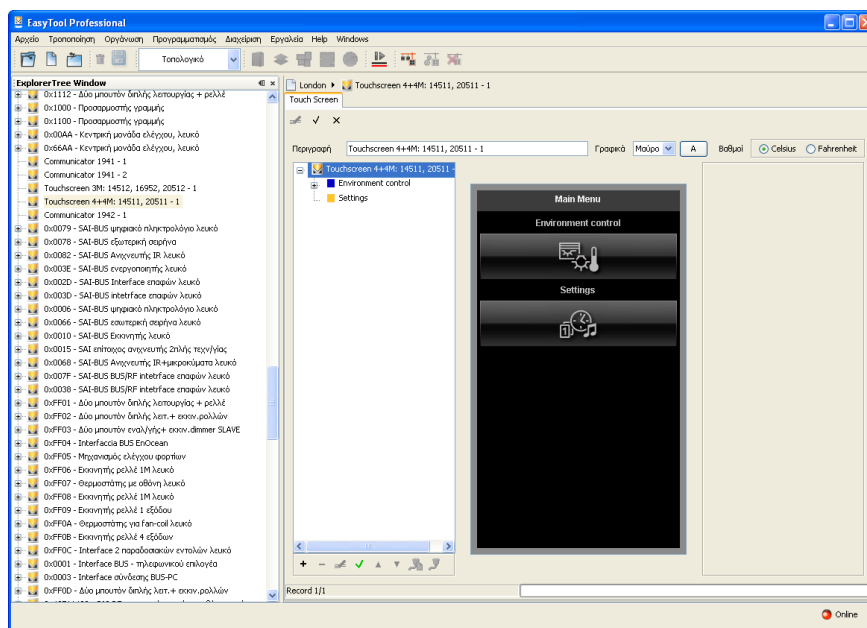 EasyTool Professional
Αρχείο Τροποποίηση Οργάνωση Προγραμματισμός Διαχείριση Εργαλεία Help Windows
Τοπολογικό
ExplorerTree Window
0x1112 - Δύο μπουτόν διπλής λειτουργίας + ρελλέ
0x1000 - Προσαρμοστής γραμμής
0x1100 - Προσαρμοστής γραμμής
0x00AA - Κεντρική μονάδα ελέγχου, λευκό
0x66AA - Κεντρική μονάδα ελέγχου, λευκό
Communicator 1941 - 1
Communicator 1941 - 2
Touchscreen 3M: 14512, 16952, 20512 - 1
Touchscreen 4+4M: 14511, 20511 - 1
Communicator 1942 - 1
0x0079 - SAI-BUS ψηφιακό πληκτρολόγιο λευκό
0x0078 - SAI-BUS εξωτερική σειρήνα
0x0082 - SAI-BUS Ανιχνευτής IR λευκό
0x003E - SAI-BUS ενεργοποιητής λευκό
0x002D - SAI-BUS Interface επαφών λευκό
0x003D - SAI-BUS intetrface επαφών λευκό
0x0006 - SAI-BUS ψηφιακό πληκτρολόγιο λευκό
0x0066 - SAI-BUS εσωτερική σειρήνα λευκό
0x0010 - SAI-BUS Εκκινητής λευκό
0x0015 - SAI επίτοιχος ανιχνευτής 2πλής τεχν/γίας
0x0068 - SAI-BUS Ανιχνευτής IR+μικροκύματα λευκό
0x007F - SAI-BUS BUS/RF intetrface επαφών λευκό
0x0038 - SAI-BUS BUS/RF intetrface επαφών λευκό
0xFF01 - Δύο μπουτόν διπλής λειτουργίας + ρελλέ
0xFF02 - Δύο μπουτόν διπλής λειτ.+ εκκιν.ρολλών
0xFF03 - Δύο μπουτόν εναλ/γής+ εκκιν.dimmer SLAVE
0xFF04 - Interfaccia BUS EnOcean
0xFF05 - Μηχανισμός ελέγχου φορτίων
0xFF06 - Εκκινητής ρελλέ 1M λευκό
0xFF07 - Θερμοστάτης με οθόνη λευκό
0xFF08 - Εκκινητής ρελλέ 1M λευκό
0xFF09 - Εκκινητής ρελλέ 1 εξόδου
0xFF0A - Θερμοστάτης για fan-coil λευκό
0xFF0B - Εκκινητής ρελλέ 4 εξόδων
0xFF0C - Interface 2 παραδοσιακών εντολών λευκό
0x0001 - Interface BUS - τηλεφωνικού επιλογέα
0x0003 - Interface σύνδεσης BUS-PC
0xFF0D - Δύο μπουτόν διπλής λειτ.+ εκκιν.ρολλών
London Touchscreen 4+4M: 14511, 20511 - 1
Touch Screen
Περιγραφή Touchscreen 4+4M: 14511, 20511 - 1 Γραφικά Μαύρο A Βαθμοί Celsius Fahrenheit
Touchscreen 4+4M: 14511, 20511 -
Environment control
Settings
Main Menu
Environment control
Settings
Record 1/1
Online